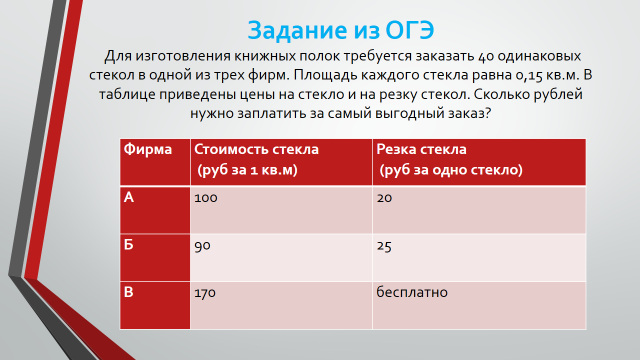 Задание из ОГЭ
Для изготовления книжных полок требуется заказать 40 одинаковых
стекол в одной из трех фирм. Площадь каждого стекла равна 0,15 кв.м. В
таблице приведены цены на стекло и на резку стекол. Сколько рублей
нужно заплатить за самый выгодный заказ?
Фирма Стоимость стекла (руб за 1 кв.м) Резка стекла (руб за одно стекло)
А 100 20
Б 90 25
В 170 бесплатно